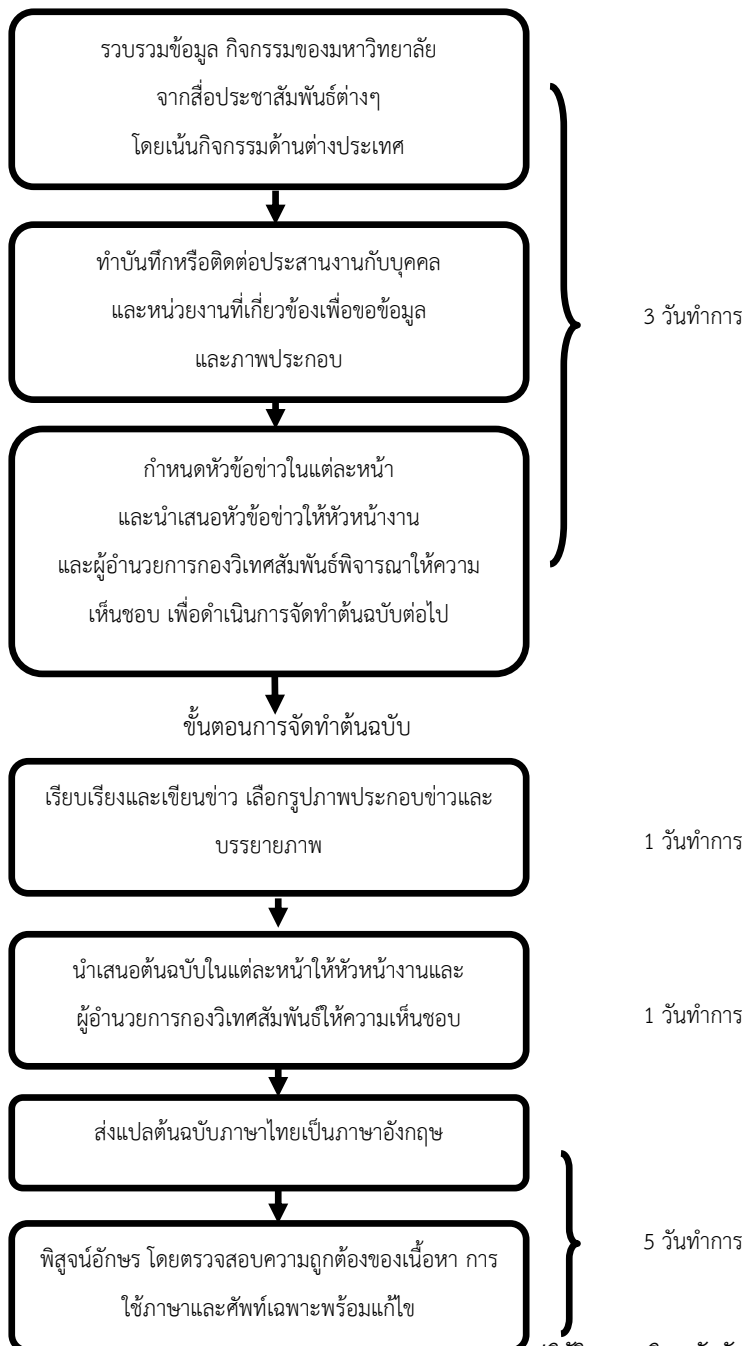 รวบรวมข้อมูล กิจกรรมของมหาวิทยาลัย
จากสื่อประชาสัมพันธ์ต่างๆ
โดยเน้นกิจกรรมด้านต่างประเทศ
ทำบันทึกหรือติดต่อประสานงานกับบุคคล
และหน่วยงานที่เกี่ยวข้องเพื่อขอข้อมูล
และภาพประกอบ
3 วันทำการ
กำหนดหัวข้อข่าวในแต่ละหน้า
และนำเสนอหัวข้อข่าวให้หัวหน้างาน
และผู้อำนวยการกองวิเทศสัมพันธ์พิจารณาให้ความ
เห็นชอบ เพื่อดำเนินการจัดทำต้นฉบับต่อไป
ขั้นตอนการจัดทำต้นฉบับ
เรียบเรียงและเขียนข่าว เลือกรูปภาพประกอบข่าวและ
บรรยายภาพ
1 วันทำการ
นำเสนอต้นฉบับในแต่ละหน้าให้หัวหน้างานและ
ผู้อำนวยการกองวิเทศสัมพันธ์ให้ความเห็นชอบ
1 วันทำการ
ส่งแปลต้นฉบับภาษาไทยเป็นภาษาอังกฤษ
พิสูจน์อักษร โดยตรวจสอบความถูกต้องของเนื้อหา การ
ใช้ภาษาและศัพท์เฉพาะพร้อมแก้ไข
5 วันทำการ